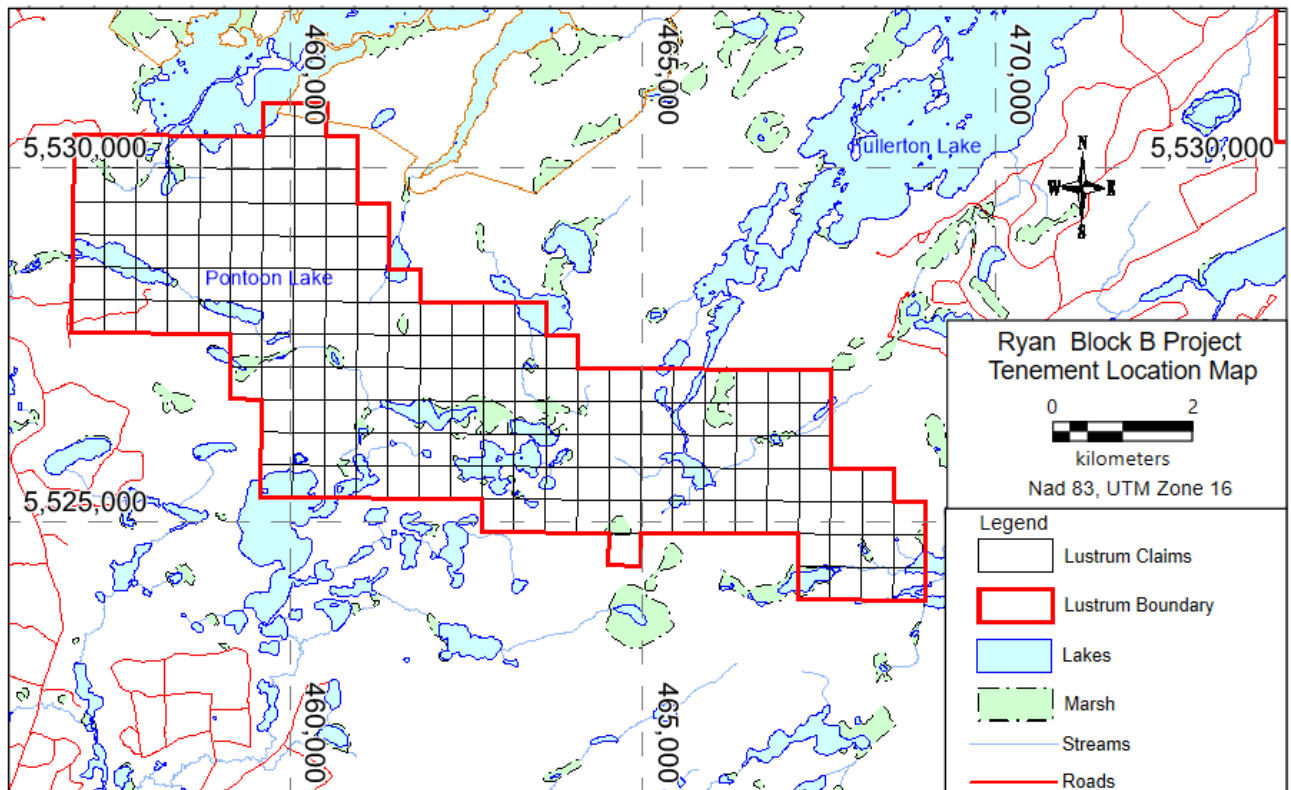 460,000
465,000
470,000
5,530,000
Fullerton Lake
5,530,000
N
W E
S
Pontoon Lake
Ryan Block B Project
Tenement Location Map
0 2
kilometers
Nad 83, UTM Zone 16
5,525,000
Legend
Lustrum Claims
Lustrum Boundary
Lakes
Marsh
Streams
Roads
460,000
465,000